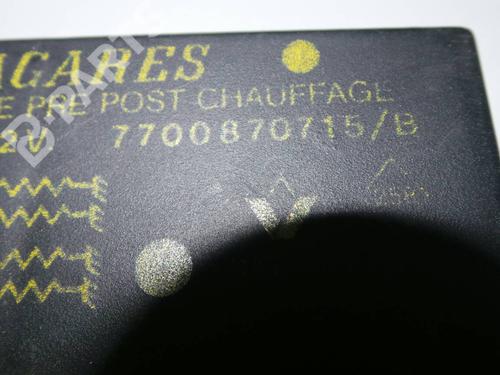 AGARES
E PRE POST CHAUFFAGE
2V 7700870715/B